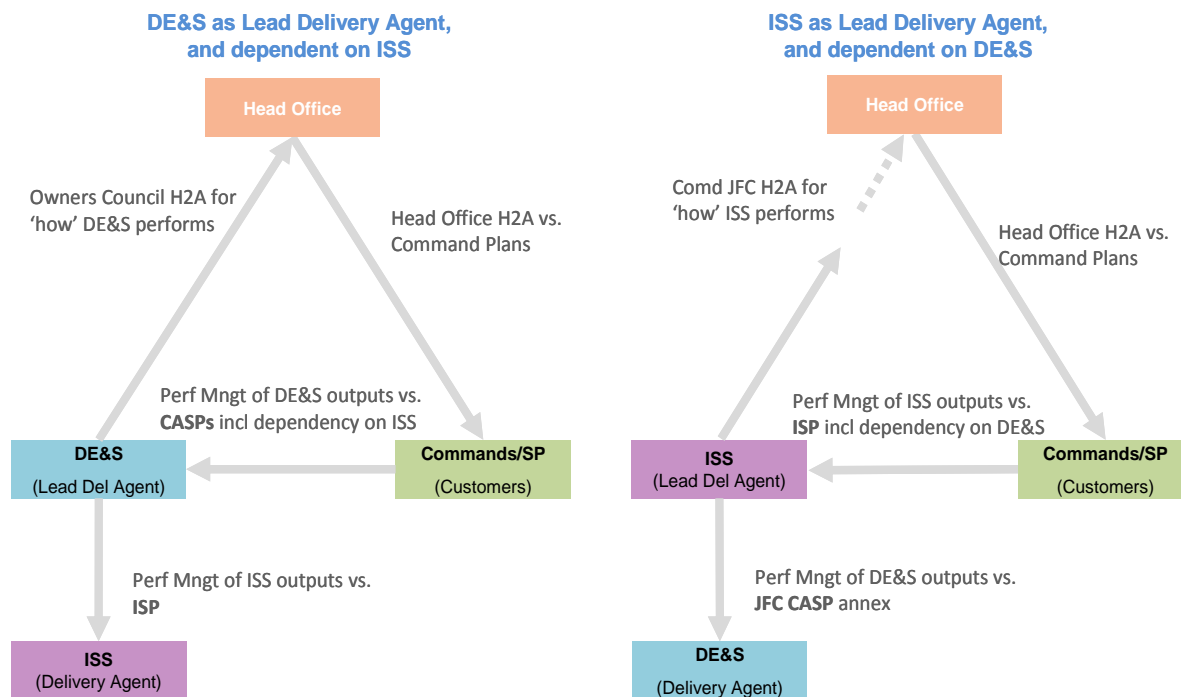 DE&S as Lead Delivery Agent,
and dependent on ISS
Head Office
Owners Council H2A for
‘how’ DE&S performs
Head Office H2A vs.
Command Plans
Perf Mngt of DE&S outputs vs.
CASPs incl dependency on ISS
DE&S
(Lead Del Agent)
Commands/SP
(Customers)
Perf Mngt of ISS outputs vs.
ISP
ISS
(Delivery Agent)
ISS as Lead Delivery Agent,
and dependent on DE&S
Head Office
Comd JFC H2A for
‘how’ ISS performs
Head Office H2A vs.
Command Plans
Perf Mngt of ISS outputs vs.
ISP incl dependency on DE&S
ISS
(Lead Del Agent)
Commands/SP
(Customers)
Perf Mngt of DE&S outputs vs.
JFC CASP annex
DE&S
(Delivery Agent)